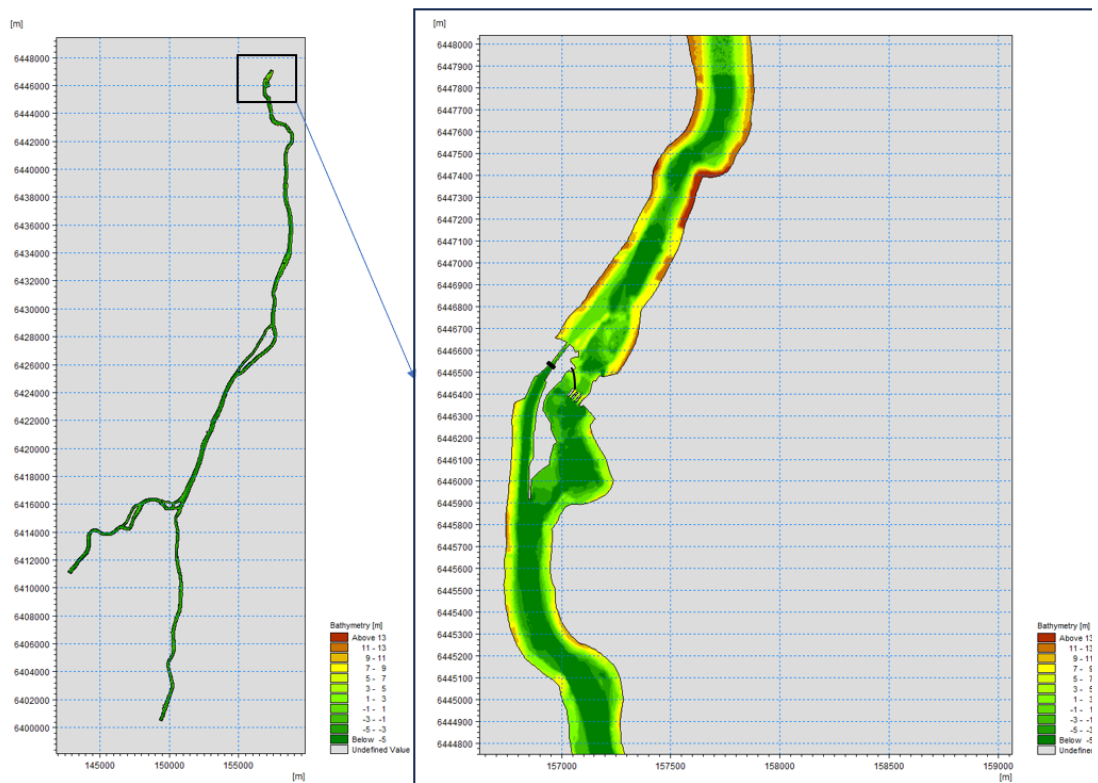 [m]
6448000
6446000
6444000
6442000
6440000
6438000
6436000
6434000
6432000
6430000
6428000
6426000
6424000
6422000
6420000
6418000
6416000
6414000
6412000
6410000
6408000
6406000
6404000
6402000
6400000
145000 150000 155000
[m]
Bathymetry [m]
Above 13
11 - 13
9 - 11
7 - 9
5 - 7
3 - 5
1 - 3
-1 - 1
-3 - -1
-5 - -3
Below -5
Undefined Value
[m]
6448000
6447900
6447800
6447700
6447600
6447500
6447400
6447300
6447200
6447100
6447000
6446900
6446800
6446700
6446600
6446500
6446400
6446300
6446200
6446100
6446000
6445900
6445800
6445700
6445600
6445500
6445400
6445300
6445200
6445100
6445000
6444900
6444800
157000 157500 158000 158500 159000
[m]
Bathymetry [m]
Above 13
11 - 13
9 - 11
7 - 9
5 - 7
3 - 5
1 - 3
-1 - 1
-3 - -1
-5 - -3
Below -5
Undefined Value